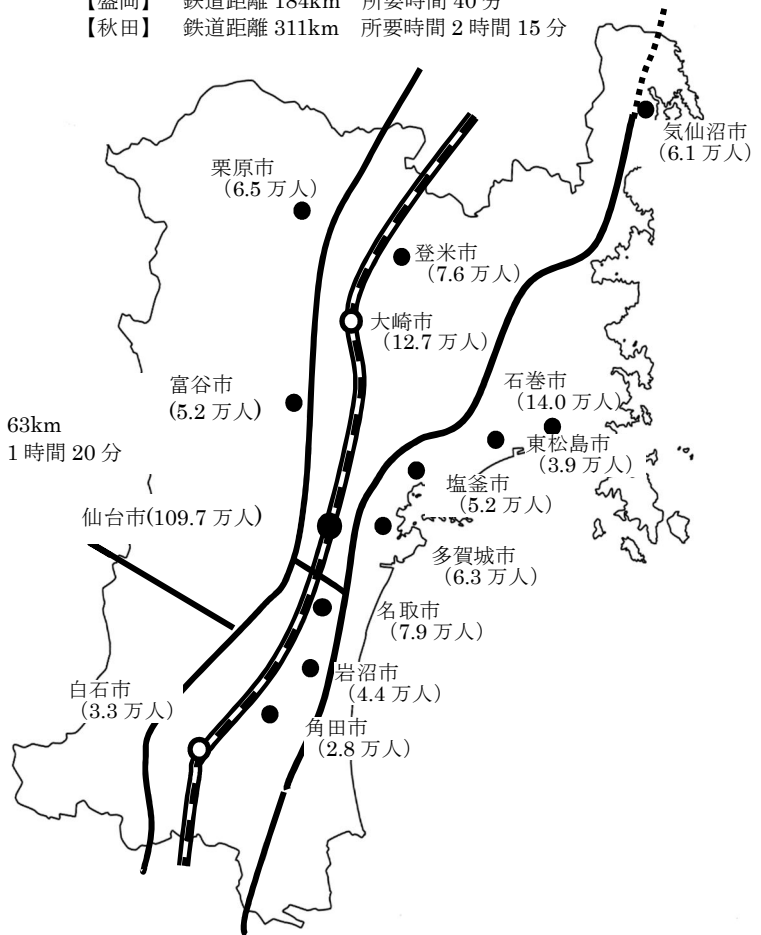 【盛岡】 鉄道距離 184km 所要時間 40 分
【秋田】 鉄道距離 311km 所要時間 2 時間 15 分
気仙沼市
(6.1 万人)
栗原市
(6.5 万人)
登米市
(7.6 万人)
大崎市
(12.7 万人)
富谷市
(5.2 万人)
石巻市
(14.0 万人)
東松島市
(3.9 万人)
63km
1 時間 20 分
塩釜市
(5.2 万人)
仙台市(109.7 万人)
多賀城市
(6.3 万人)
名取市
(7.9 万人)
岩沼市
(4.4 万人)
白石市
(3.3 万人)
角田市
(2.8 万人)